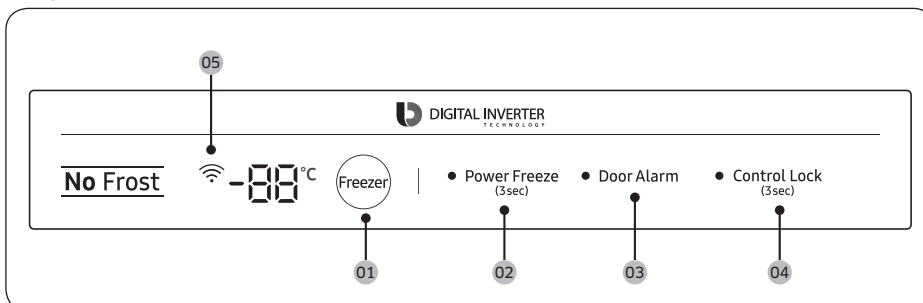 05
DIGITAL INVERTER
TECHNOLOGY
No Frost -88°C Freezer Power Freeze Door Alarm Control Lock
(3sec) (3sec)
01 02 03 04